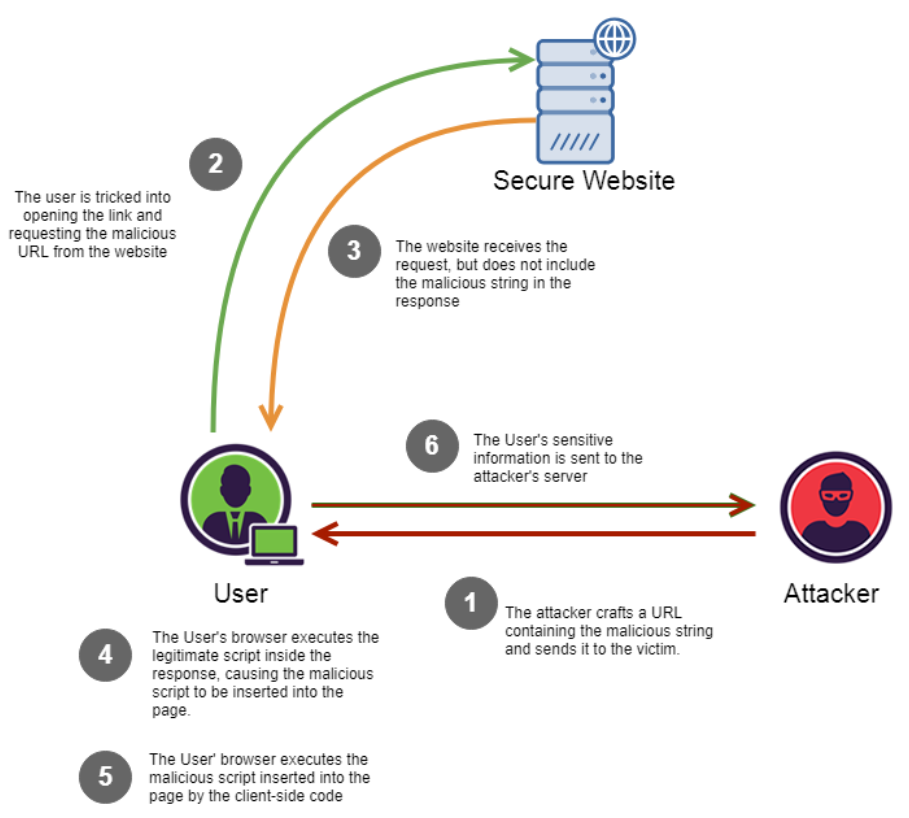 Secure Website
2
The user is tricked into
opening the link and
requesting the malicious
URL from the website
3
The website receives the
request, but does not include
the malicious string in the
response
6
The User's sensitive
information is sent to the
attacker's server
User
Attacker
1
The attacker crafts a URL
containing the malicious string
and sends it to the victim.
4
The User's browser executes the
legitimate script inside the
response, causing the malicious
script to be inserted into the
page.
5
The User' browser executes the
malicious script inserted into the
page by the client-side code